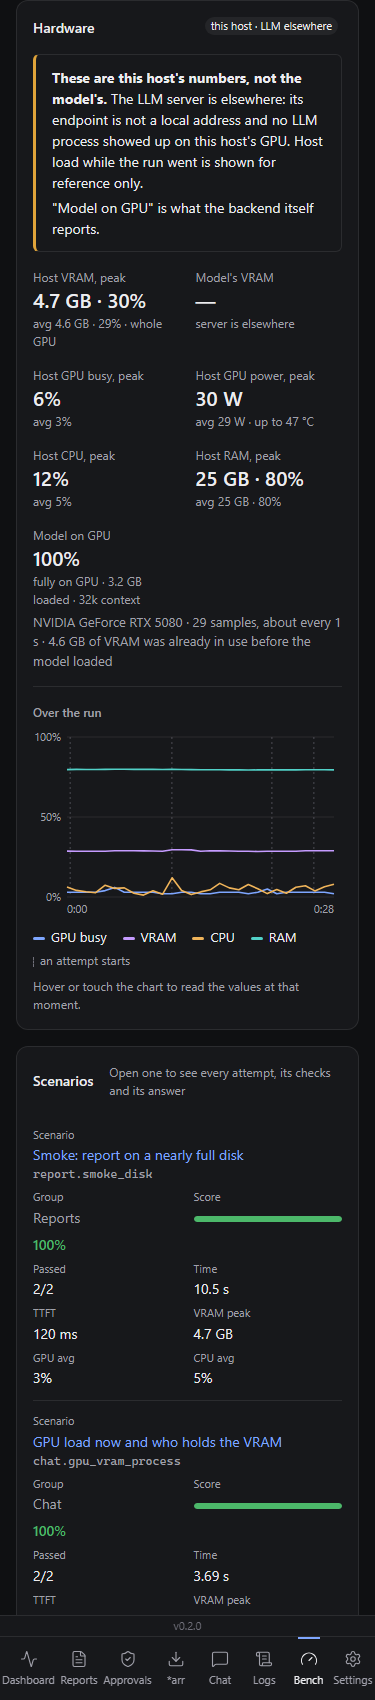 Hardware
this host · LLM elsewhere
These are this host's numbers, not the
model's. The LLM server is elsewhere: its
endpoint is not a local address and no LLM
process showed up on this host's GPU. Host
load while the run went is shown for
reference only.
"Model on GPU" is what the backend itself
reports.
Host VRAM, peak
4.7 GB · 30%
avg 4.6 GB · 29% · whole
GPU
Model's VRAM
—
server is elsewhere
Host GPU busy, peak
6%
avg 3%
Host GPU power, peak
30 W
avg 29 W · up to 47 °C
Host CPU, peak
12%
avg 5%
Host RAM, peak
25 GB · 80%
avg 25 GB · 80%
Model on GPU
100%
fully on GPU · 3.2 GB
loaded · 32k context
NVIDIA GeForce RTX 5080 · 29 samples, about every 1
s · 4.6 GB of VRAM was already in use before the
model loaded
Over the run
100%
50%
0%
0:00
0:28
GPU busy
VRAM
CPU
RAM
an attempt starts
Hover or touch the chart to read the values at that
moment.
Scenarios
Open one to see every attempt, its checks
and its answer
Scenario
Smoke: report on a nearly full disk
report.smoke_disk
Group
Reports
Score
100%
Passed
2/2
Time
10.5 s
TTFT
120 ms
VRAM peak
4.7 GB
GPU avg
3%
CPU avg
5%
Scenario
GPU load now and who holds the VRAM
chat.gpu_vram_process
Group
Chat
Score
100%
Passed
2/2
Time
3.69 s
TTFT
VRAM peak
v0.2.0
Dashboard
Reports
Approvals
*arr
Chat
Logs
Bench
Settings